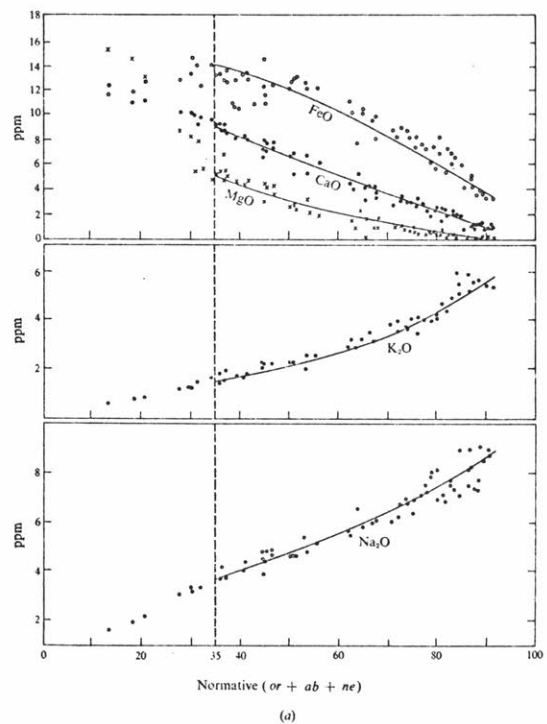 18
16
14
12
10
8
6
4
2
0
ppm
FeO
CaO
MgO
6
4
2
ppm
K₂O
8
6
4
2
ppm
Na₂O
0 20 35 40 60 80 100
Normative (or + ab + ne)
(a)